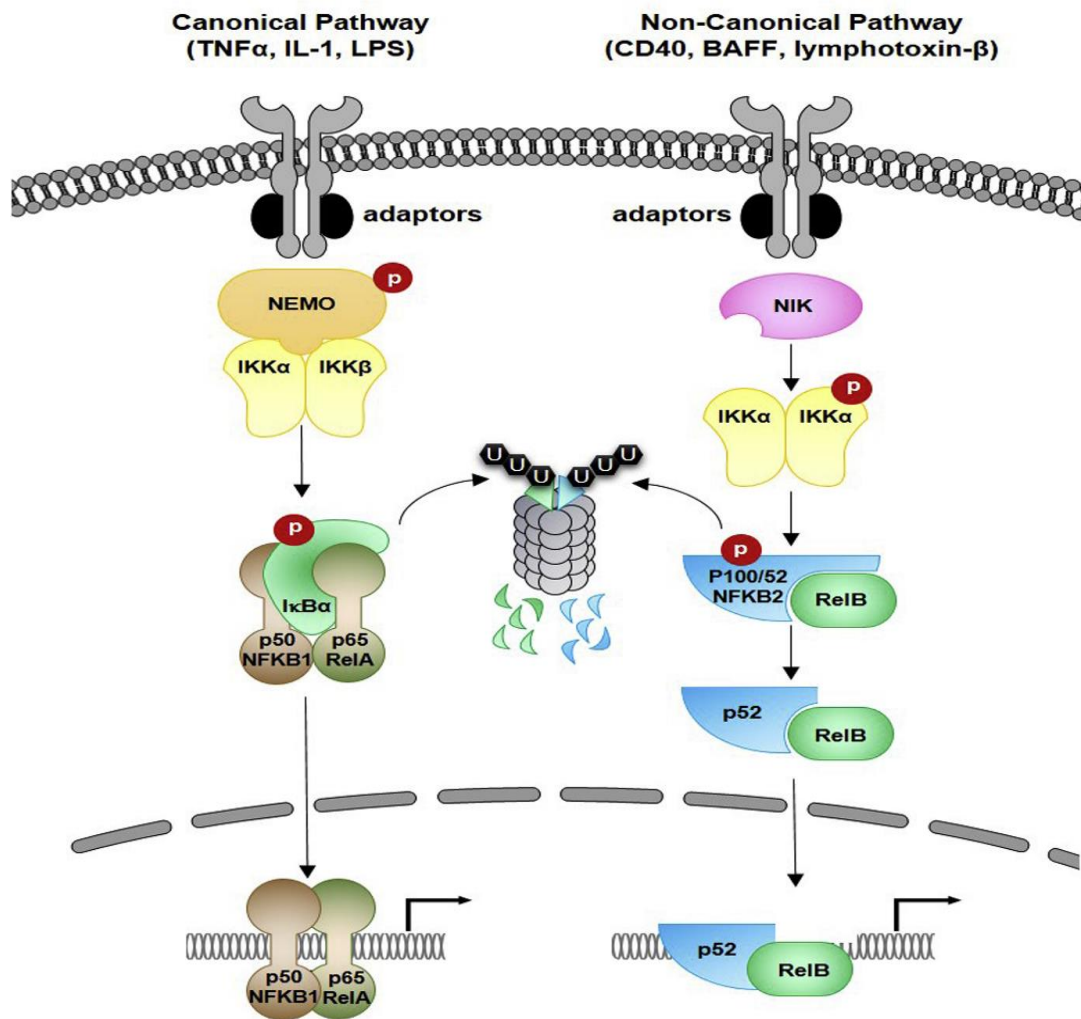 Canonical Pathway
(TNFα, IL-1, LPS)
Non-Canonical Pathway
(CD40, BAFF, lymphotoxin-β)
adaptors
adaptors
p
NEMO
IKKα
IKKβ
NIK
p
IKKα
IKKα
U
U
U
U
U
U
p
IκBα
p50
NFKB1
p65
RelA
p
P100/52
NFKB2
RelB
p52
RelB
p50
NFKB1
p65
RelA
p52
RelB